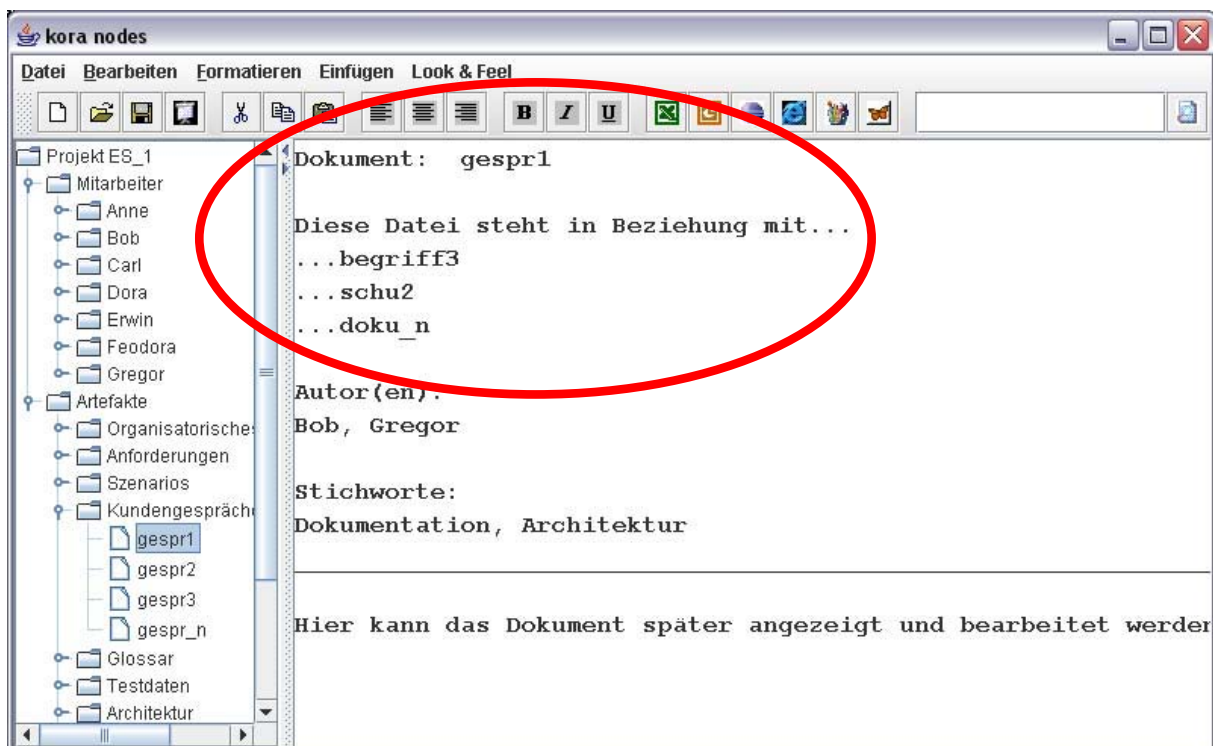 kora nodes
Datei Bearbeiten Formatieren Einfügen Look & Feel
B I U
Projekt ES_1
Mitarbeiter
Anne
Bob
Carl
Dora
Erwin
Feodora
Gregor
Artefakte
Organisatorische
Anforderungen
Szenarios
Kundengespräch
gespr1
gespr2
gespr3
gespr_n
Glossar
Testdaten
Architektur
Dokument: gespr1
Diese Datei steht in Beziehung mit...
...begriff3
...schu2
...doku_n
Autor(en):
Bob, Gregor
Stichworte:
Dokumentation, Architektur
Hier kann das Dokument später angezeigt und bearbeitet werden